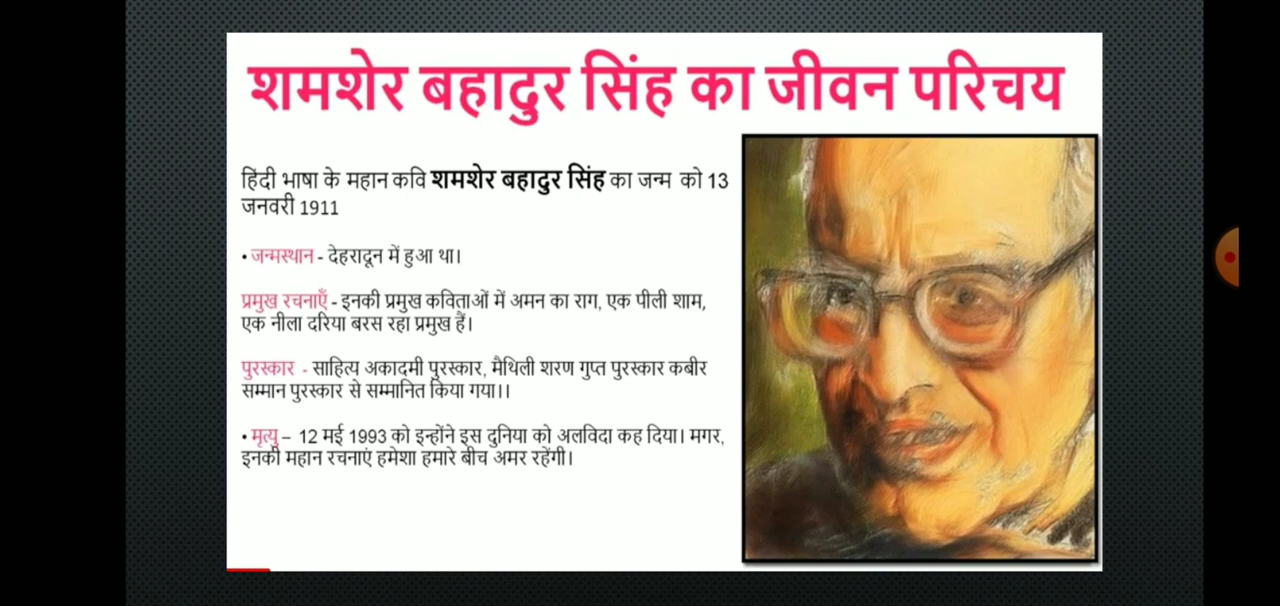 शमशेर बहादुर सिंह का जीवन परिचय
हिंदी भाषा के महान कवि शमशेर बहादुर सिंह का जन्म को 13
जनवरी 1911
• जन्मस्थान - देहरादून में हुआ था।
प्रमुख रचनाएँ - इनकी प्रमुख कविताओं में अमन का राग, एक पीली शाम,
एक नीला दरिया बरस रहा प्रमुख हैं।
पुरस्कार - साहित्य अकादमी पुरस्कार, मैथिली शरण गुप्त पुरस्कार कबीर
सम्मान पुरस्कार से सम्मानित किया गया।।
• मृत्यु – 12 मई 1993 को इन्होंने इस दुनिया को अलविदा कह दिया। मगर,
इनकी महान रचनाएं हमेशा हमारे बीच अमर रहेंगी।